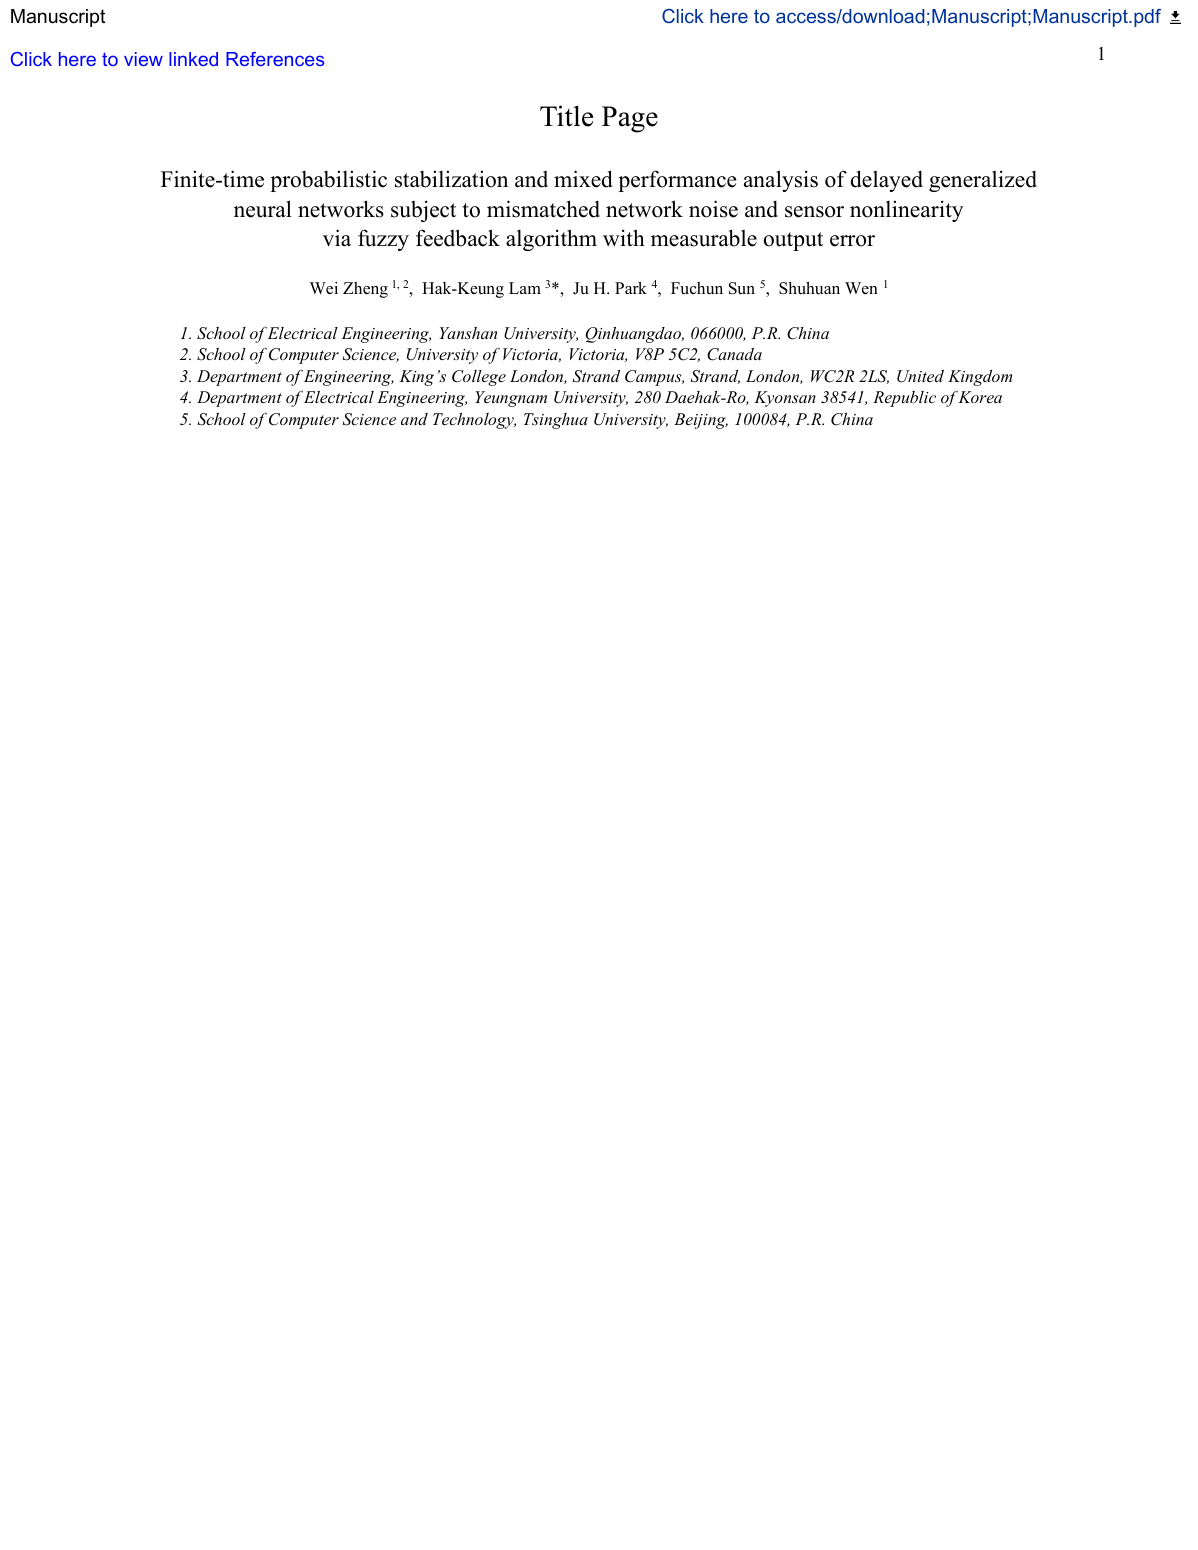 Manuscript
Click here to access/download;Manuscript;Manuscript.pdf
Click here to view linked References
1
Title Page
Finite-time probabilistic stabilization and mixed performance analysis of delayed generalized
neural networks subject to mismatched network noise and sensor nonlinearity
via fuzzy feedback algorithm with measurable output error
Wei Zheng 1, 2, Hak-Keung Lam 3*, Ju H. Park 4, Fuchun Sun 5, Shuhuan Wen 1
1. School of Electrical Engineering, Yanshan University, Qinhuangdao, 066000, P.R. China
2. School of Computer Science, University of Victoria, Victoria, V8P 5C2, Canada
3. Department of Engineering, King’s College London, Strand Campus, Strand, London, WC2R 2LS, United Kingdom
4. Department of Electrical Engineering, Yeungnam University, 280 Daehak-Ro, Kyonsan 38541, Republic of Korea
5. School of Computer Science and Technology, Tsinghua University, Beijing, 100084, P.R. China